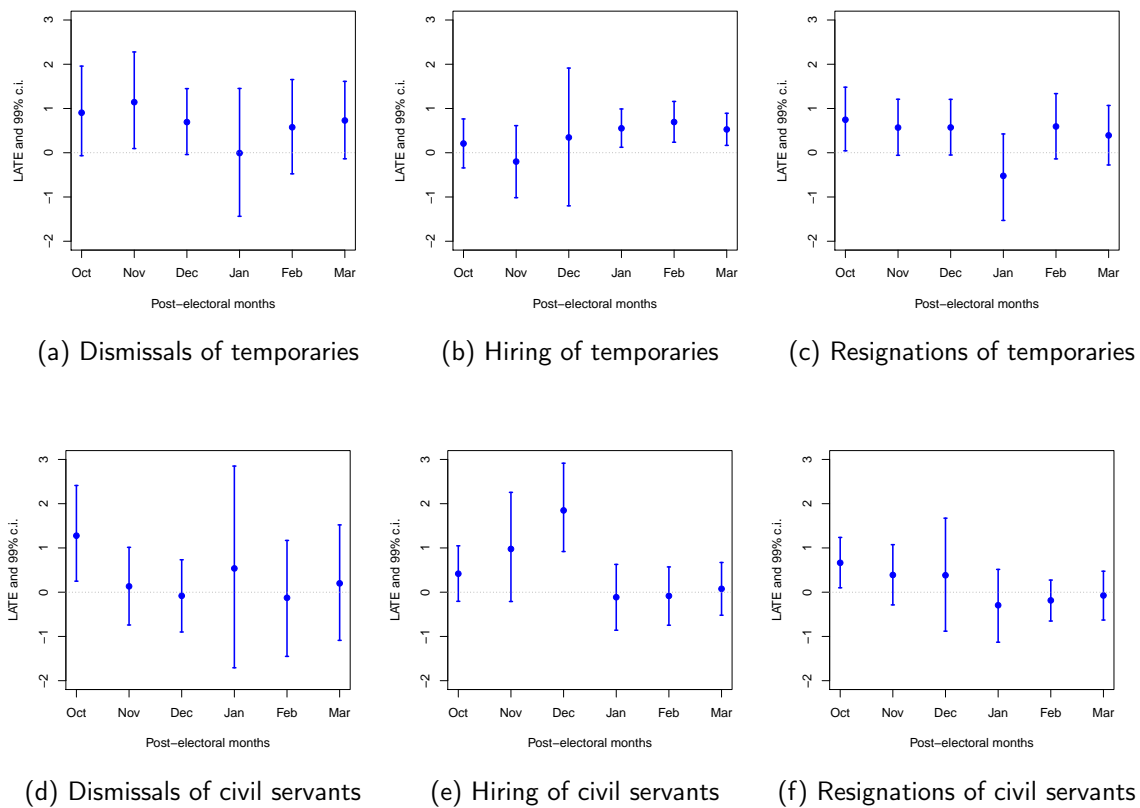 3
2
1
0
−1
−2
LATE and 99% c.i.
Oct Nov Dec Jan Feb Mar
Post−electoral months
(a) Dismissals of temporaries
3
2
1
0
−1
−2
LATE and 99% c.i.
Oct Nov Dec Jan Feb Mar
Post−electoral months
(b) Hiring of temporaries
3
2
1
0
−1
−2
LATE and 99% c.i.
Oct Nov Dec Jan Feb Mar
Post−electoral months
(c) Resignations of temporaries
3
2
1
0
−1
−2
LATE and 99% c.i.
Oct Nov Dec Jan Feb Mar
Post−electoral months
(d) Dismissals of civil servants
3
2
1
0
−1
−2
LATE and 99% c.i.
Oct Nov Dec Jan Feb Mar
Post−electoral months
(e) Hiring of civil servants
3
2
1
0
−1
−2
LATE and 99% c.i.
Oct Nov Dec Jan Feb Mar
Post−electoral months
(f) Resignations of civil servants